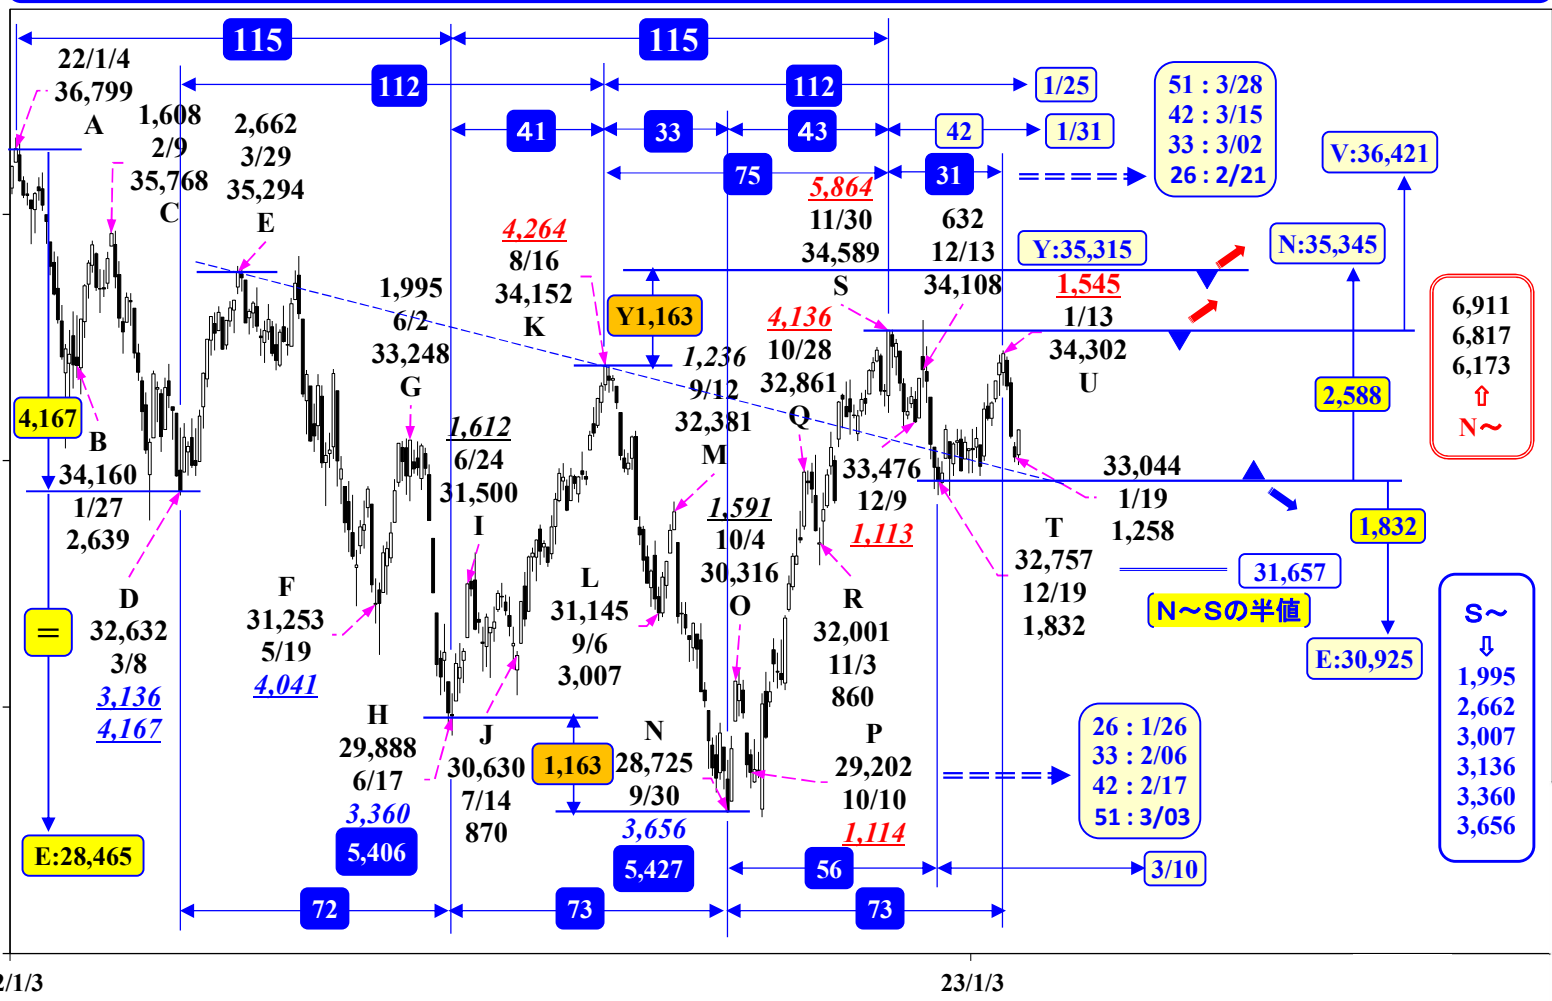 115
115
22/1/4
36,799
A
112
112
1/25
51 : 3/28
42 : 3/15
33 : 3/02
26 : 2/21
1,608
2/9
35,768
C
2,662
3/29
35,294
E
41
33
43
42
1/31
V:36,421
75
31
5,864
11/30
34,589
S
632
12/13
34,108
4,264
8/16
34,152
K
Y:35,315
N:35,345
1,995
6/2
33,248
G
Y1,163
4,136
10/28
32,861
Q
1,545
1/13
34,302
U
6,911
6,817
6,173
⇧
N～
1,236
9/12
32,381
M
4,167
2,588
B
34,160
1/27
2,639
1,612
6/24
31,500
I
33,476
12/9
1,113
33,044
1/19
1,258
1,591
10/4
30,316
O
T
32,757
12/19
1,832
1,832
31,657
N～Sの半値
D
32,632
3/8
3,136
4,167
=
F
31,253
5/19
4,041
L
31,145
9/6
3,007
R
32,001
11/3
860
E:30,925
S～
⇩
1,995
2,662
3,007
3,136
3,360
3,656
H
29,888
6/17
3,360
J
30,630
7/14
870
1,163
N
28,725
9/30
3,656
P
29,202
10/10
1,114
26 : 1/26
33 : 2/06
42 : 2/17
51 : 3/03
E:28,465
5,406
5,427
56
3/10
72
73
73
2/1/3
23/1/3